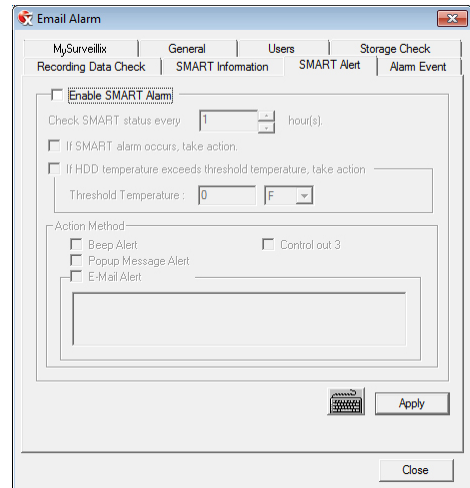 Email Alarm
MySurveillix General Users Storage Check
Recording Data Check SMART Information SMART Alert Alarm Event
Enable SMART Alarm
Check SMART status every 1 hour(s).
If SMART alarm occurs, take action.
If HDD temperature exceeds threshold temperature, take action
Threshold Temperature : 0 F
Action Method
Beep Alert Control out 3
Popup Message Alert
E-Mail Alert
Apply
Close